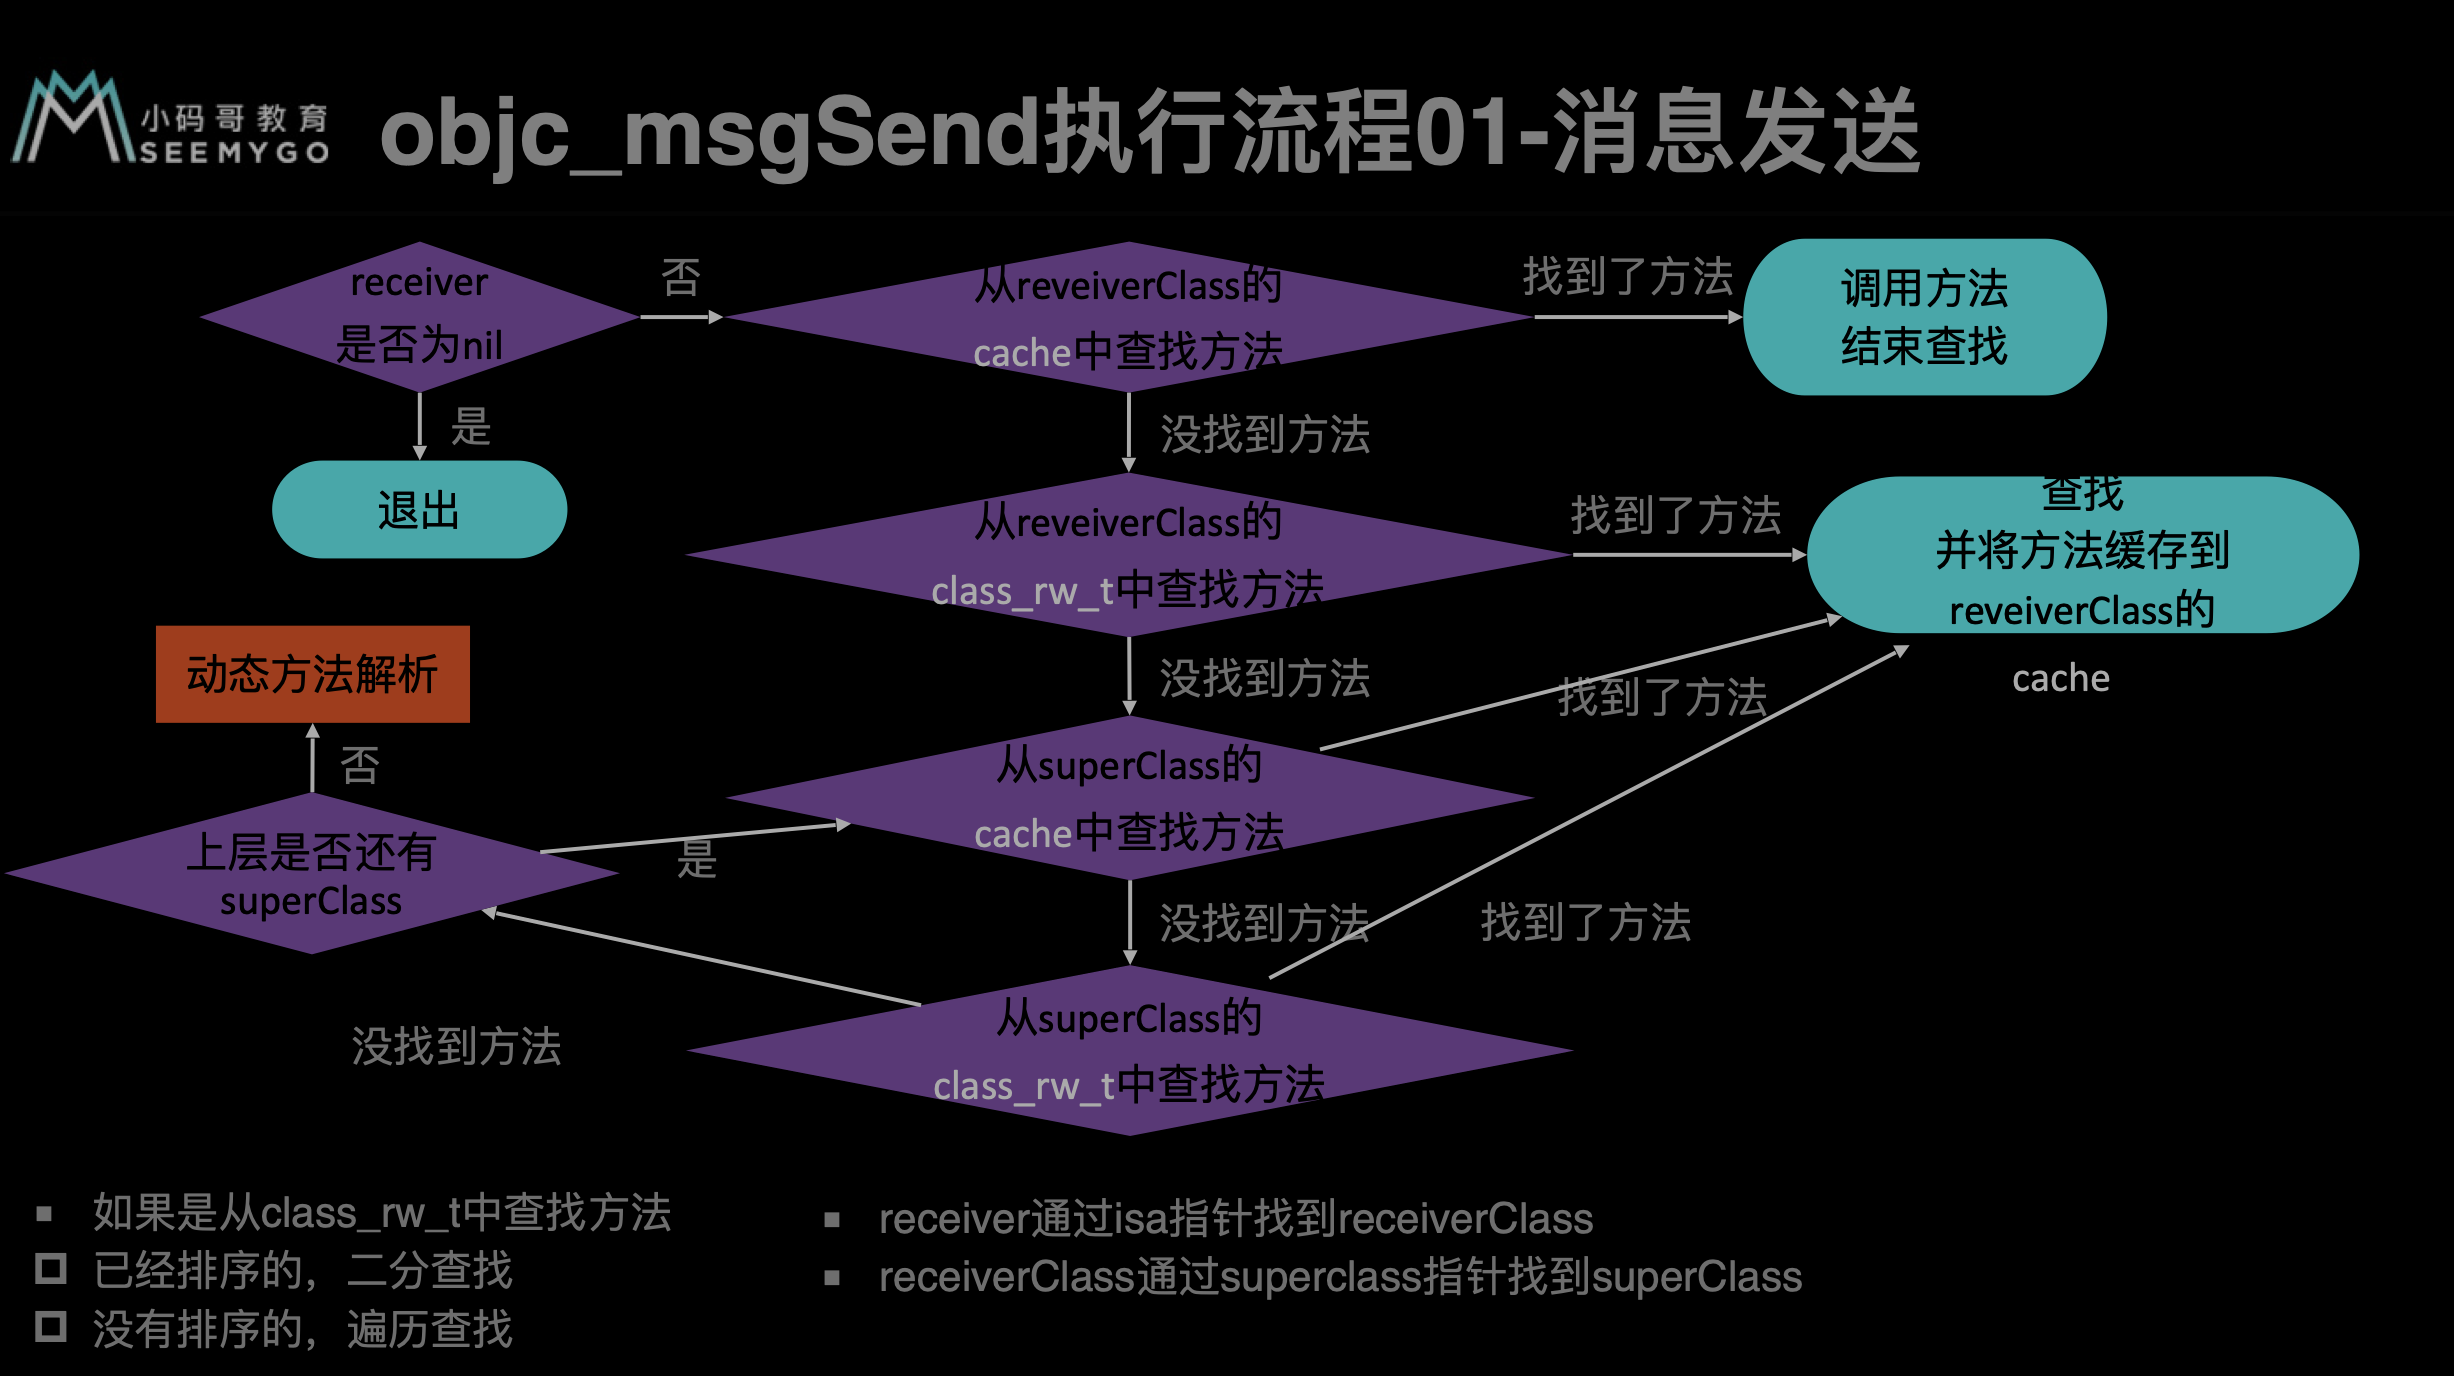 小码哥教育
SEEMYGO
objc_msgSend执行流程01-消息发送
receiver
是否为nil
否
从reveiverClass的
cache中查找方法
找到了方法
调用方法
结束查找
是
没找到方法
退出
从reveiverClass的
class_rw_t中查找方法
找到了方法
查找
并将方法缓存到
reveiverClass的
cache
动态方法解析
没找到方法
找到了方法
否
从superClass的
cache中查找方法
上层是否还有
superClass
是
没找到方法
找到了方法
从superClass的
class_rw_t中查找方法
没找到方法
▪ 如果是从class_rw_t中查找方法
□ 已经排序的，二分查找
□ 没有排序的，遍历查找
▪ receiver通过isa指针找到receiverClass
▪ receiverClass通过superclass指针找到superClass